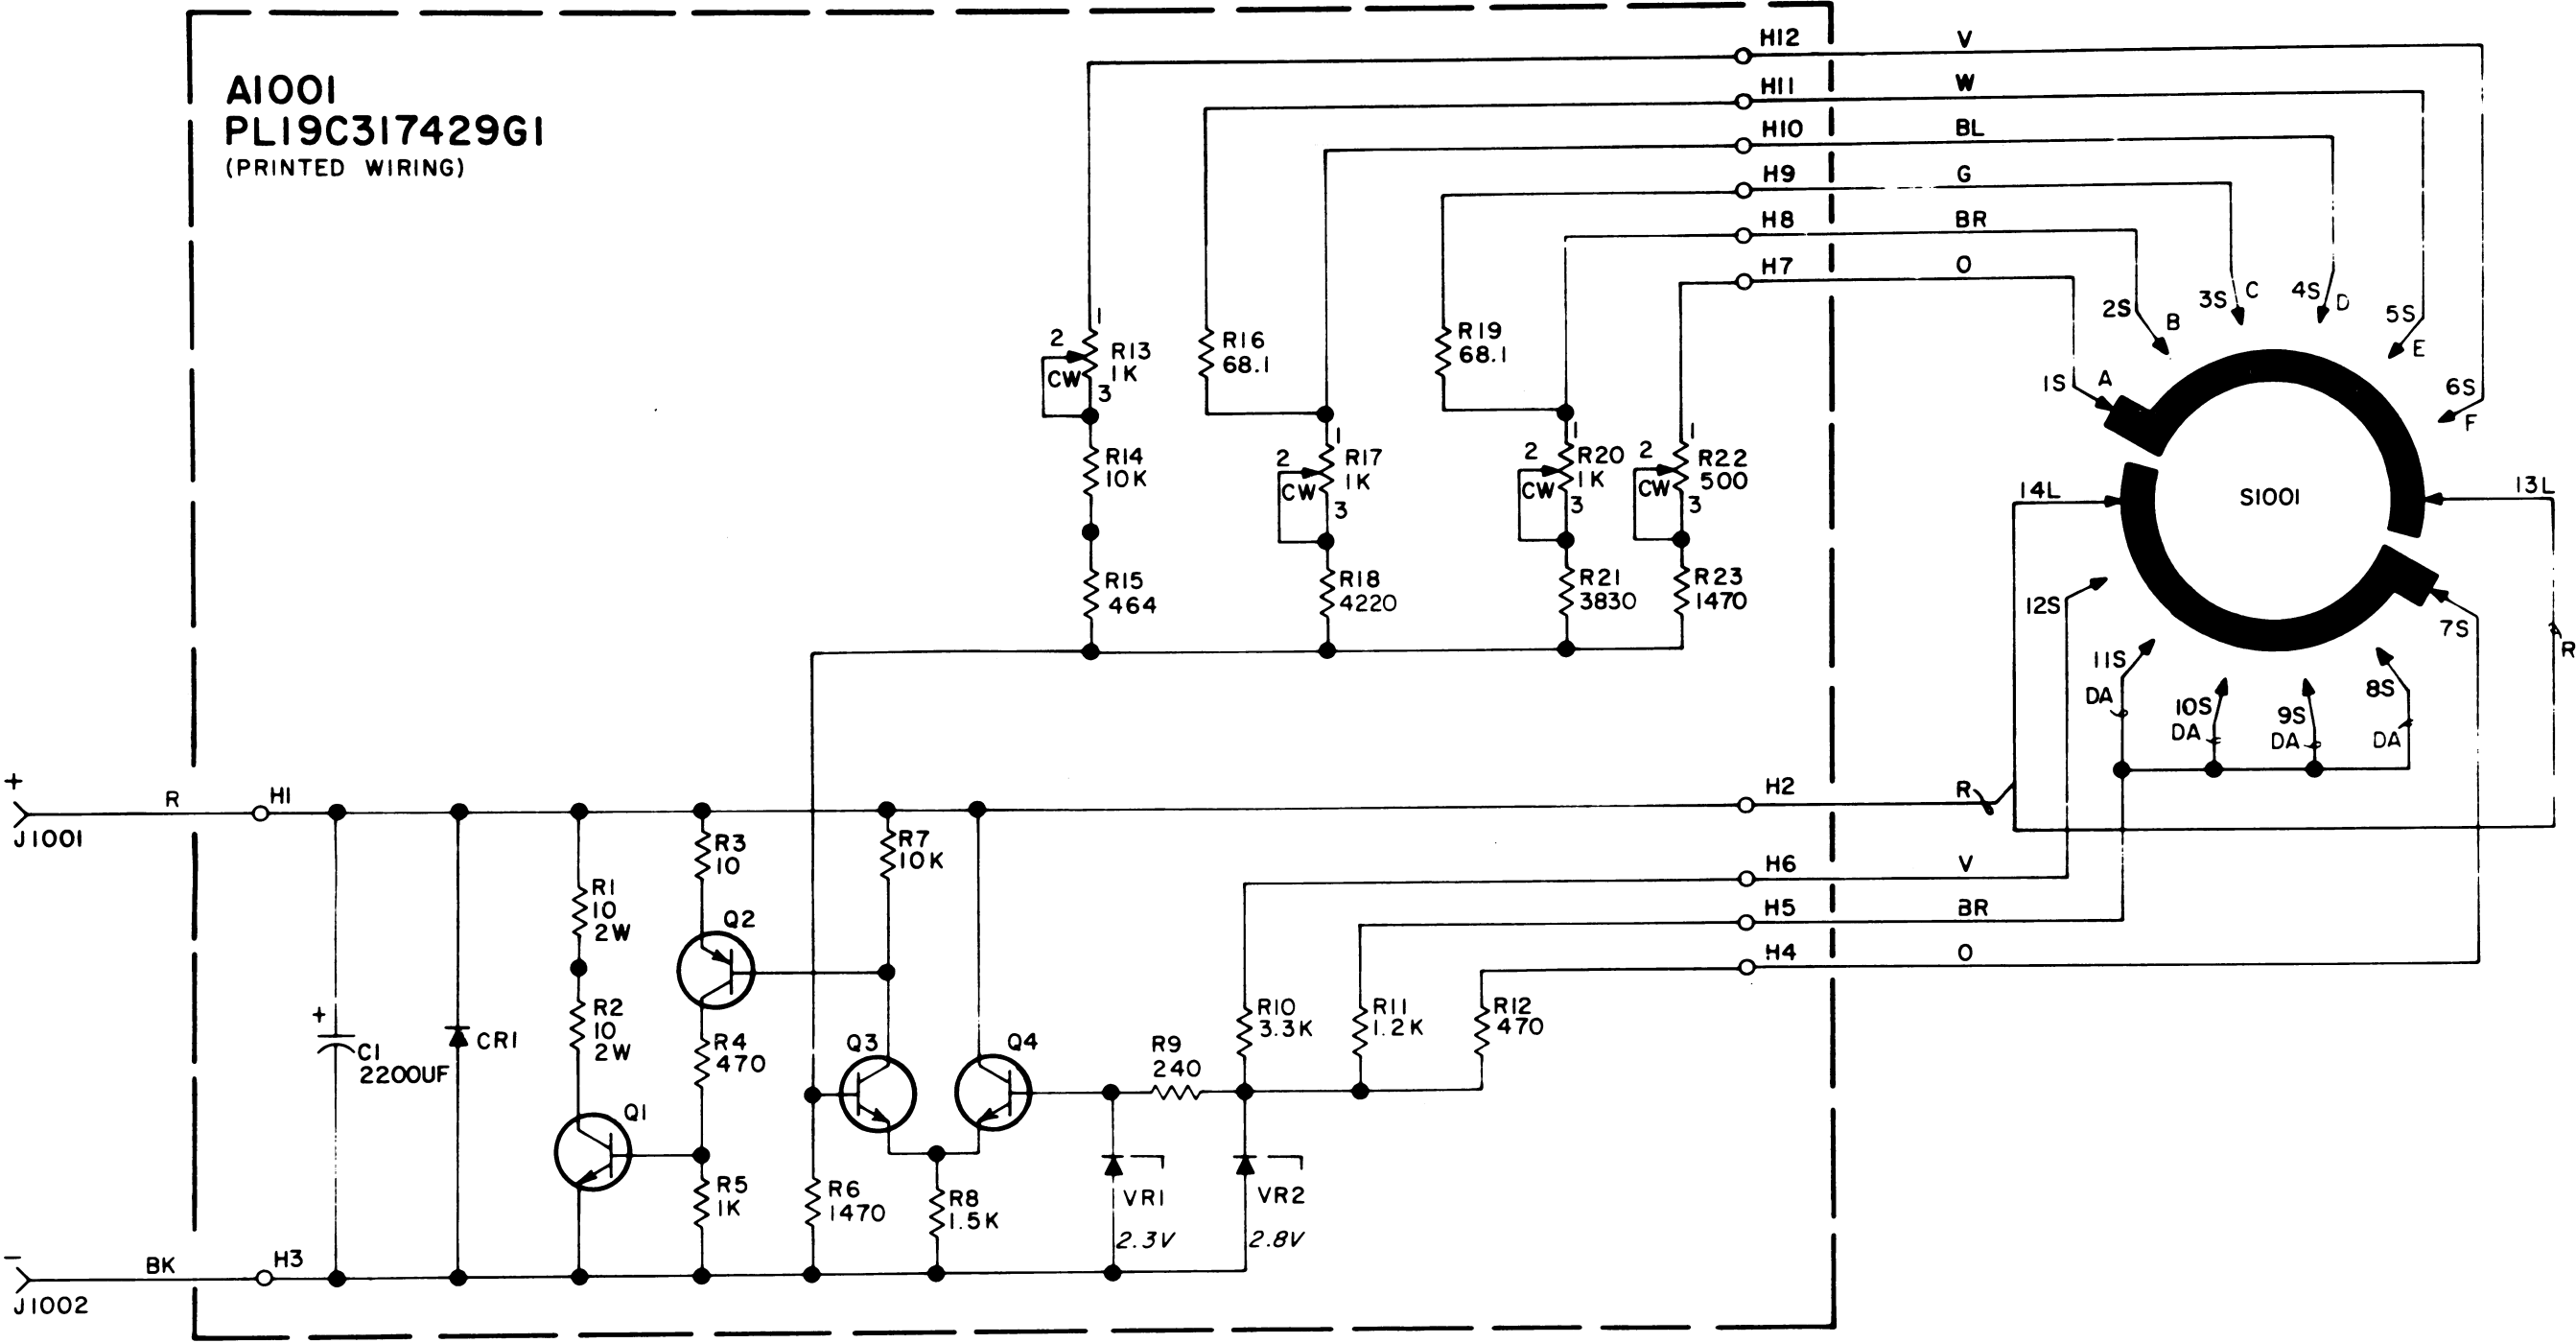 A1001
PL19C317429G1
(PRINTED WIRING)
H12 V
H11 W
H10 BL
H9 G
H8 BR
H7 O
1S A
2S B
3S C
4S D
5S E
6S F
13L
14L
S1001
12S
7S
R
11S
DA
10S
DA
9S
DA
8S
DA
1
2
R13
1K
CW
3
R14
10K
R15
464
R16
68.1
1
2
R17
1K
CW
3
R18
4220
R19
68.1
1
2
R20
1K
CW
3
R21
3830
1
2
R22
500
CW
3
R23
1470
+
J1001
R
H1
H2
R
H6 V
H5 BR
H4 O
R3
10
R7
10K
R1
10
2W
Q2
R2
10
2W
+
C1
2200UF
CR1
R4
470
Q3
Q4
R9
240
R10
3.3K
R11
1.2K
R12
470
Q1
R5
1K
R6
1470
R8
1.5K
VR1
2.3V
VR2
2.8V
-
J1002
BK
H3